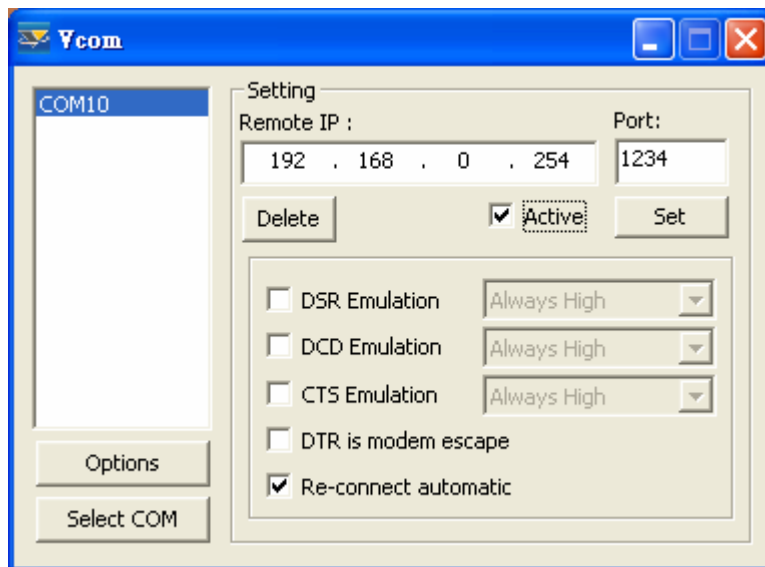 Vcom
COM10
Setting
Remote IP : Port:
192 . 168 . 0 . 254 1234
Delete Active Set
DSR Emulation Always High
DCD Emulation Always High
CTS Emulation Always High
DTR is modem escape
Re-connect automatic
Options
Select COM